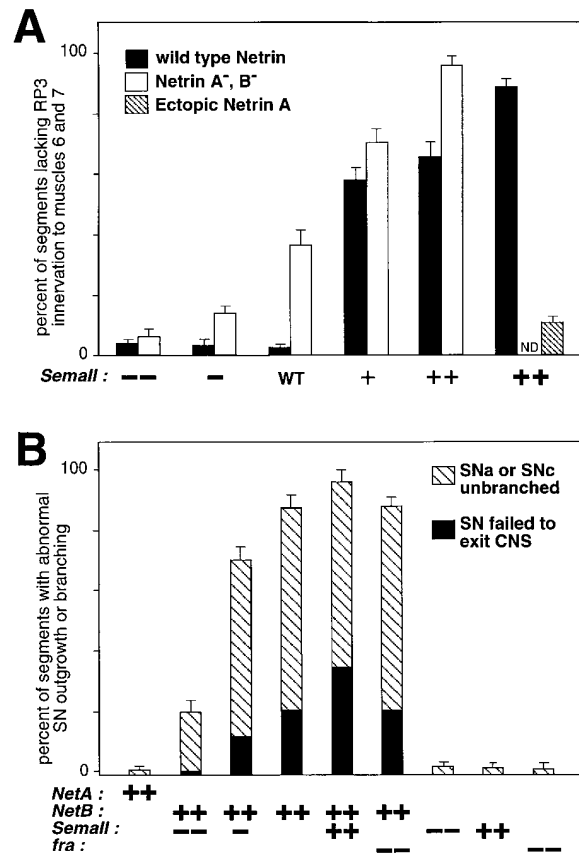 A
100
wild type Netrin
Netrin A⁻, B⁻
Ectopic Netrin A
percent of segments lacking RP3
innervation to muscles 6 and 7
ND
0
SemaII : −− − WT + ++ ++
B
100
SNa or SNc
unbranched
SN failed to
exit CNS
percent of segments with abnormal
SN outgrowth or branching
0
NetA : ++
NetB : ++ ++ ++ ++ ++
SemaII : −− − ++ −− ++
fra : −− −−